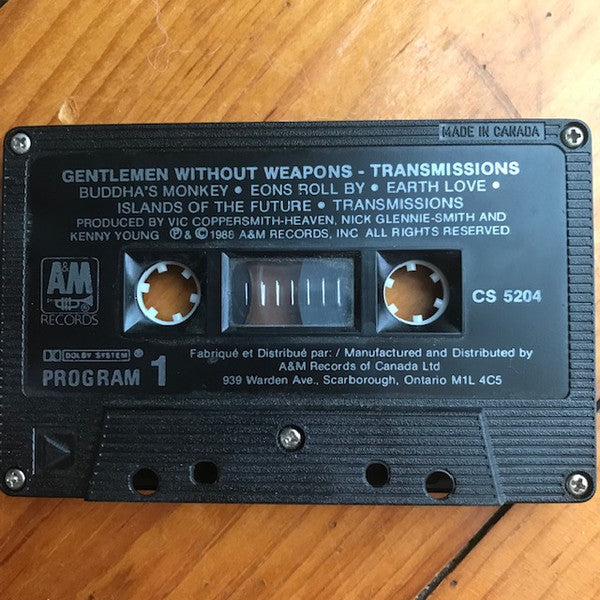 MADE IN CANADA
GENTLEMEN WITHOUT WEAPONS - TRANSMISSIONS
BUDDHA'S MONKEY • EONS ROLL BY • EARTH LOVE •
ISLANDS OF THE FUTURE • TRANSMISSIONS
PRODUCED BY VIC COPPERSMITH-HEAVEN, NICK GLENNIE-SMITH AND
KENNY YOUNG ℗ & © 1988 A&M RECORDS, INC ALL RIGHTS RESERVED
A&M
RECORDS
CS 5204
DOLBY SYSTEM ®
PROGRAM 1
Fabriqué et Distribué par: / Manufactured and Distributed by
A&M Records of Canada Ltd
939 Warden Ave., Scarborough, Ontario M1L 4C5